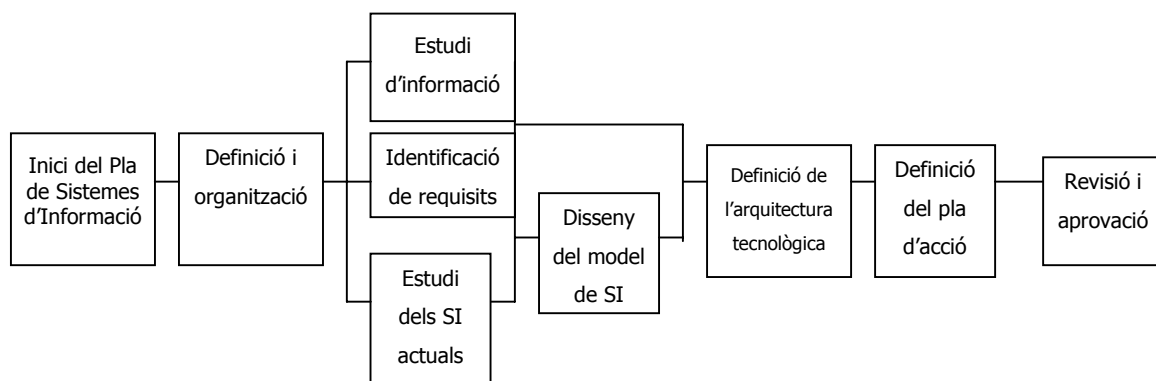 Inici del Pla
de Sistemes
d'Informació
Definició i
organització
Estudi
d'informació
Identificació
de requisits
Estudi
dels SI
actuals
Disseny
del model
de SI
Definició de
l'arquitectura
tecnològica
Definició
del pla
d'acció
Revisió i
aprovació